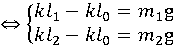 ⇔ { kl₁ − kl₀ = m₁g
kl₂ − kl₀ = m₂g